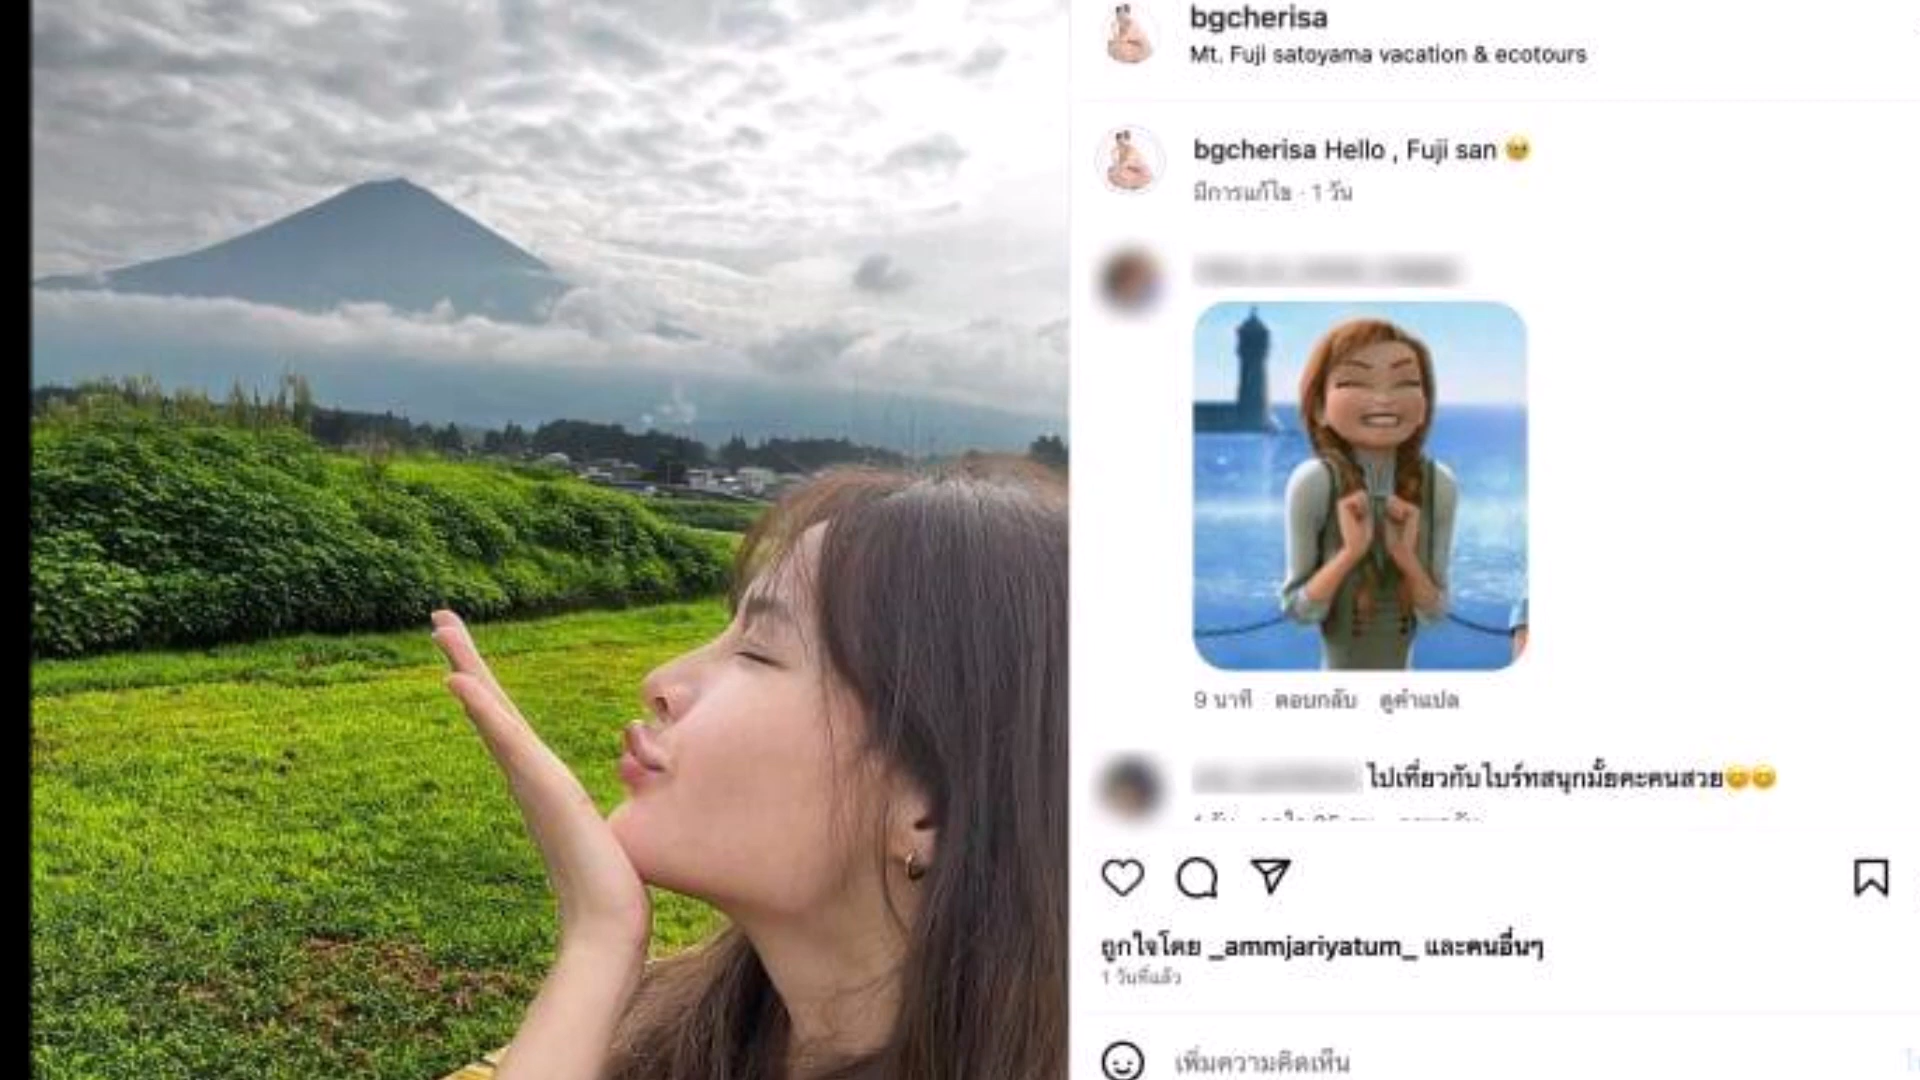 bgcherisa
Mt. Fuji satoyama vacation & ecotours
bgcherisa Hello , Fuji san
มีการแก้ไข · 1 วัน
9 นาที ตอบกลับ ดูคำแปล
ไปเที่ยวกับไบร์ทสนุกมั้ยคะคนสวย
ถูกใจโดย _ammjariyatum_ และคนอื่นๆ
1 วันที่แล้ว
เพิ่มความคิดเห็น